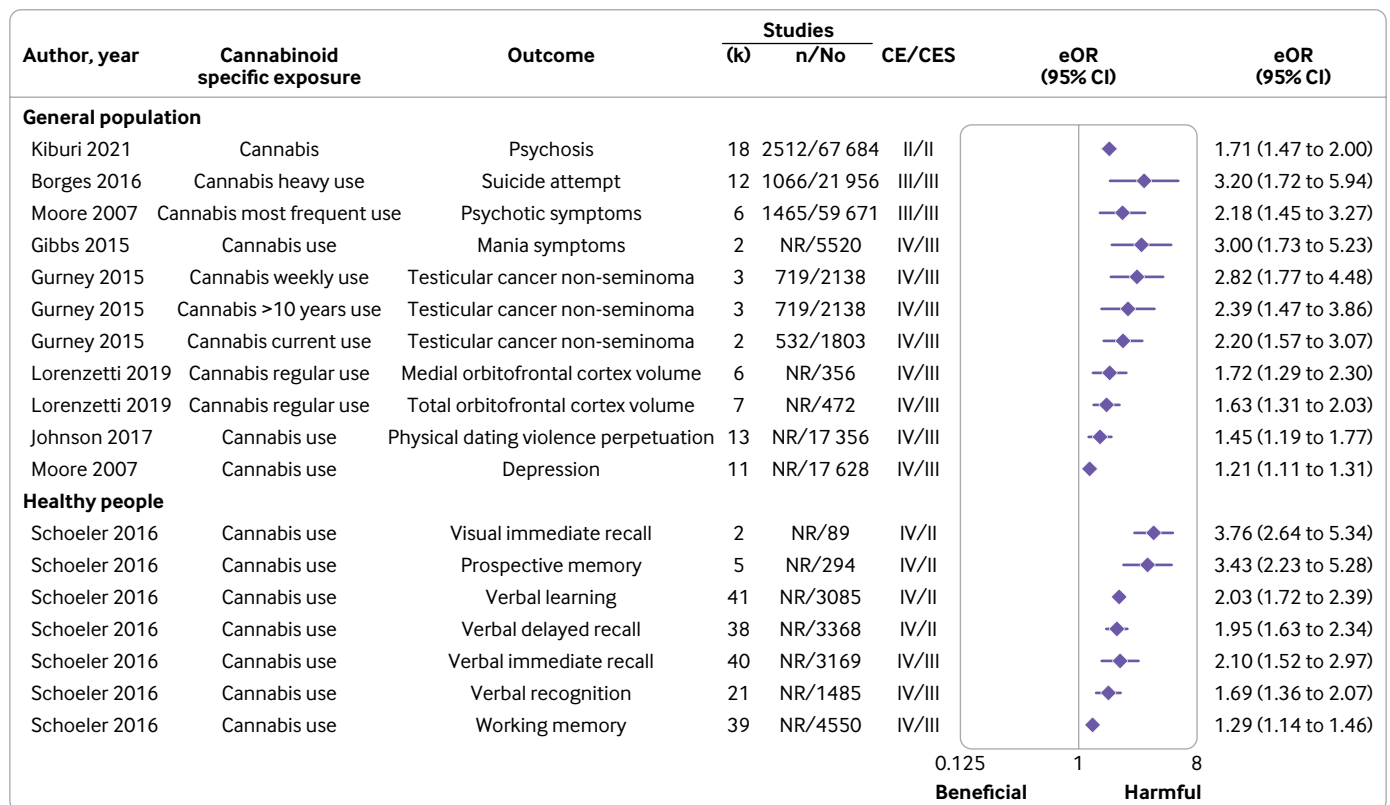 Studies
Author, year Cannabinoid specific exposure Outcome (k) n/No CE/CES eOR (95% CI) eOR (95% CI)
General population
Kiburi 2021 Cannabis Psychosis 18 2512/67 684 II/II 1.71 (1.47 to 2.00)
Borges 2016 Cannabis heavy use Suicide attempt 12 1066/21 956 III/III 3.20 (1.72 to 5.94)
Moore 2007 Cannabis most frequent use Psychotic symptoms 6 1465/59 671 III/III 2.18 (1.45 to 3.27)
Gibbs 2015 Cannabis use Mania symptoms 2 NR/5520 IV/III 3.00 (1.73 to 5.23)
Gurney 2015 Cannabis weekly use Testicular cancer non-seminoma 3 719/2138 IV/III 2.82 (1.77 to 4.48)
Gurney 2015 Cannabis >10 years use Testicular cancer non-seminoma 3 719/2138 IV/III 2.39 (1.47 to 3.86)
Gurney 2015 Cannabis current use Testicular cancer non-seminoma 2 532/1803 IV/III 2.20 (1.57 to 3.07)
Lorenzetti 2019 Cannabis regular use Medial orbitofrontal cortex volume 6 NR/356 IV/III 1.72 (1.29 to 2.30)
Lorenzetti 2019 Cannabis regular use Total orbitofrontal cortex volume 7 NR/472 IV/III 1.63 (1.31 to 2.03)
Johnson 2017 Cannabis use Physical dating violence perpetuation 13 NR/17 356 IV/III 1.45 (1.19 to 1.77)
Moore 2007 Cannabis use Depression 11 NR/17 628 IV/III 1.21 (1.11 to 1.31)
Healthy people
Schoeler 2016 Cannabis use Visual immediate recall 2 NR/89 IV/II 3.76 (2.64 to 5.34)
Schoeler 2016 Cannabis use Prospective memory 5 NR/294 IV/II 3.43 (2.23 to 5.28)
Schoeler 2016 Cannabis use Verbal learning 41 NR/3085 IV/II 2.03 (1.72 to 2.39)
Schoeler 2016 Cannabis use Verbal delayed recall 38 NR/3368 IV/II 1.95 (1.63 to 2.34)
Schoeler 2016 Cannabis use Verbal immediate recall 40 NR/3169 IV/III 2.10 (1.52 to 2.97)
Schoeler 2016 Cannabis use Verbal recognition 21 NR/1485 IV/III 1.69 (1.36 to 2.07)
Schoeler 2016 Cannabis use Working memory 39 NR/4550 IV/III 1.29 (1.14 to 1.46)
0.125 1 8
Beneficial Harmful